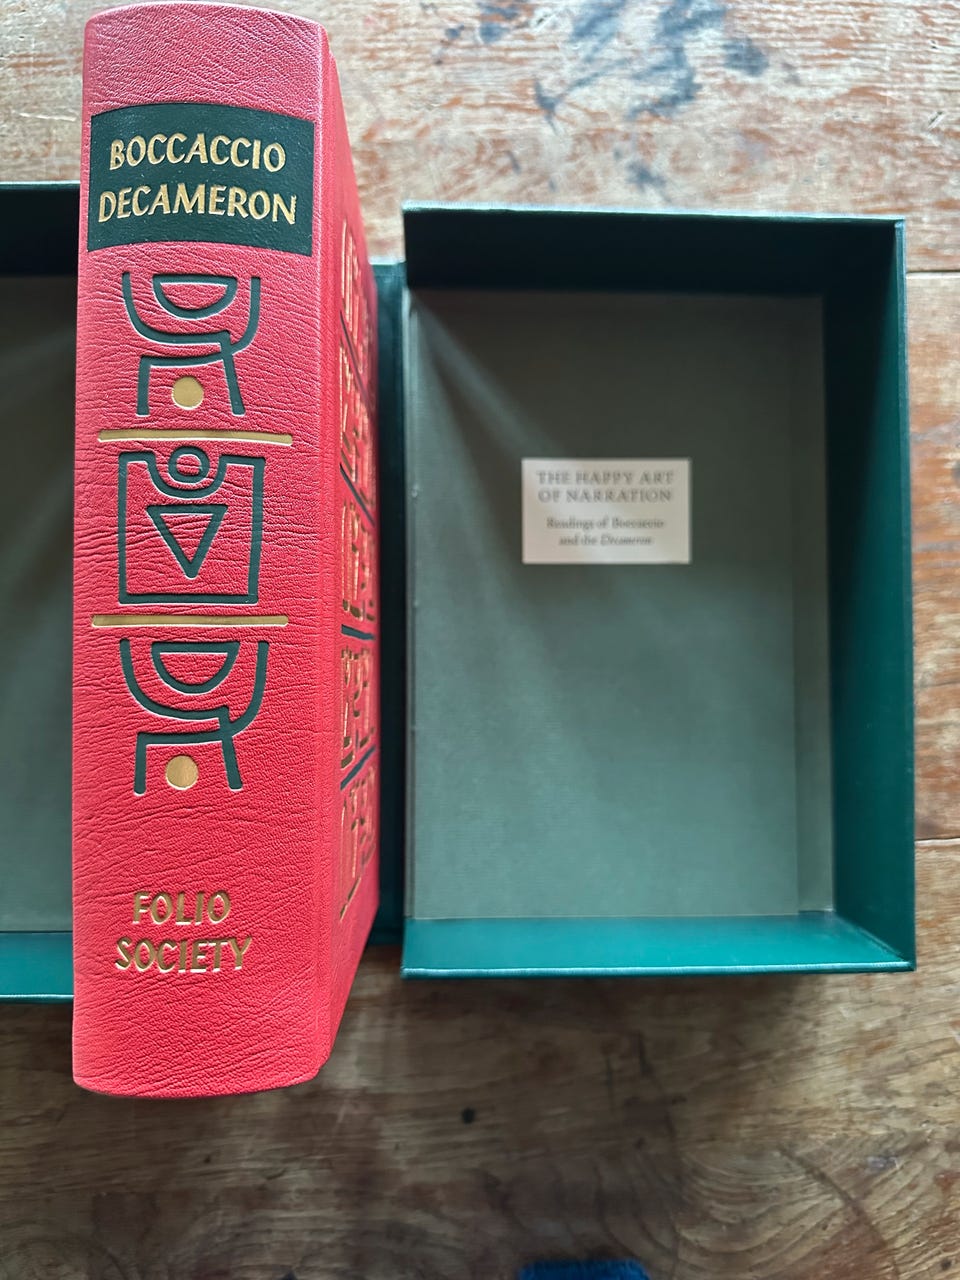 BOCCACCIO
DECAMERON
FOLIO
SOCIETY
THE HAPPY ART
OF NARRATION
Readings of Boccaccio
and the Decameron